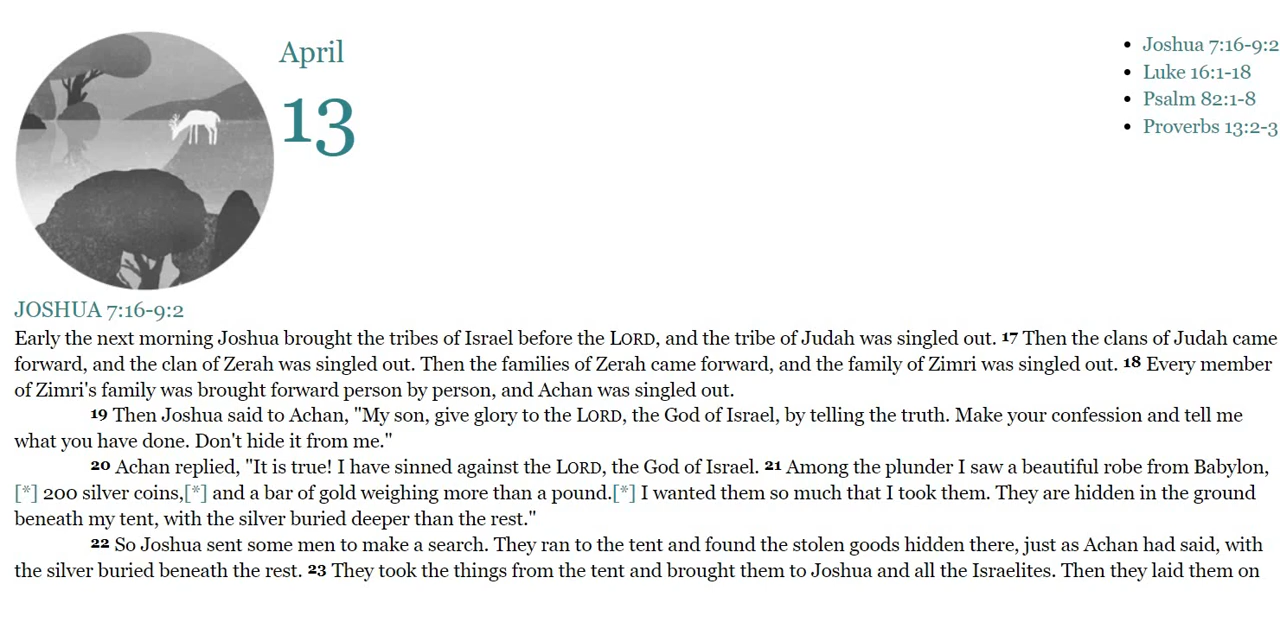 April
13
• Joshua 7:16-9:2
• Luke 16:1-18
• Psalm 82:1-8
• Proverbs 13:2-3
JOSHUA 7:16-9:2
Early the next morning Joshua brought the tribes of Israel before the LORD, and the tribe of Judah was singled out. 17 Then the clans of Judah came
forward, and the clan of Zerah was singled out. Then the families of Zerah came forward, and the family of Zimri was singled out. 18 Every member
of Zimri's family was brought forward person by person, and Achan was singled out.
19 Then Joshua said to Achan, "My son, give glory to the LORD, the God of Israel, by telling the truth. Make your confession and tell me
what you have done. Don't hide it from me."
20 Achan replied, "It is true! I have sinned against the LORD, the God of Israel. 21 Among the plunder I saw a beautiful robe from Babylon,
[*] 200 silver coins,[*] and a bar of gold weighing more than a pound.[*] I wanted them so much that I took them. They are hidden in the ground
beneath my tent, with the silver buried deeper than the rest."
22 So Joshua sent some men to make a search. They ran to the tent and found the stolen goods hidden there, just as Achan had said, with
the silver buried beneath the rest. 23 They took the things from the tent and brought them to Joshua and all the Israelites. Then they laid them on